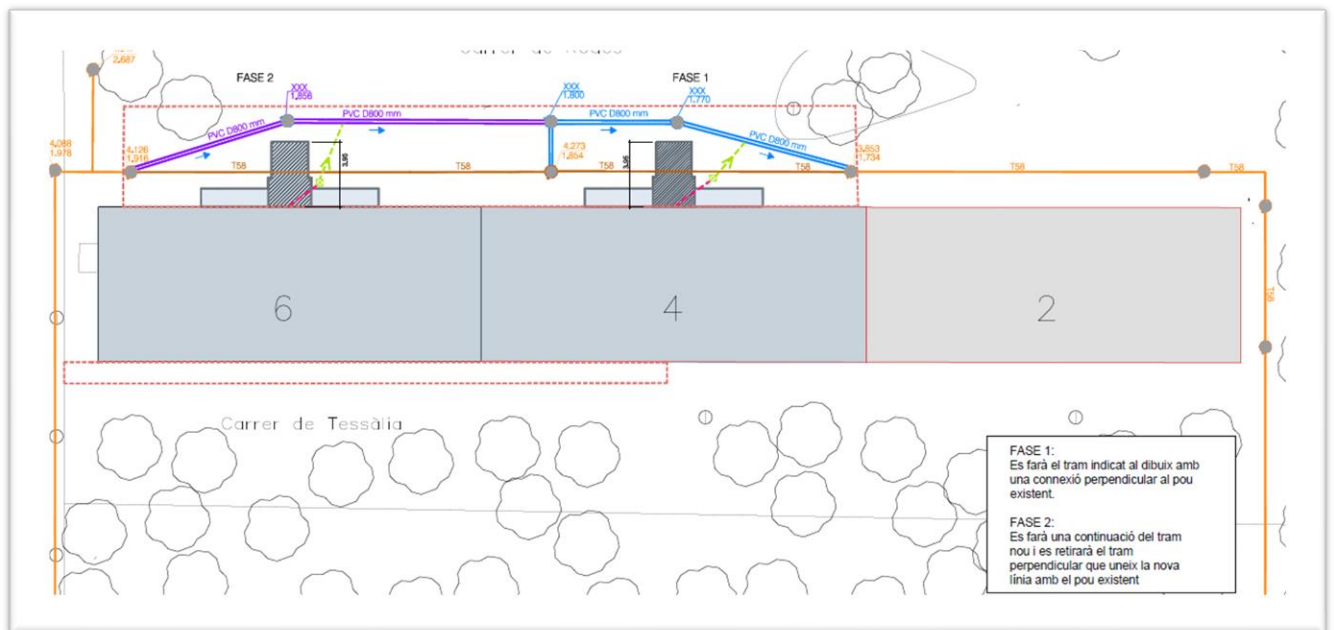 2.687
FASE 2
FASE 1
XXX
1.856
XXX
1.800
XXX
1.770
PVC D800 mm
PVC D800 mm
PVC D800 mm
PVC D800 mm
4.088
1.978
4.126
1.916
4.273
1.854
3.853
1.734
T58
T58
T58
T58
T58
T58
3,95
3,95
6
4
2
T58
Carrer de Tessàlia
FASE 1:
Es farà el tram indicat al dibuix amb
una connexió perpendicular al pou
existent.
FASE 2:
Es farà una continuació del tram
nou i es retirarà el tram
perpendicular que uneix la nova
línia amb el pou existent